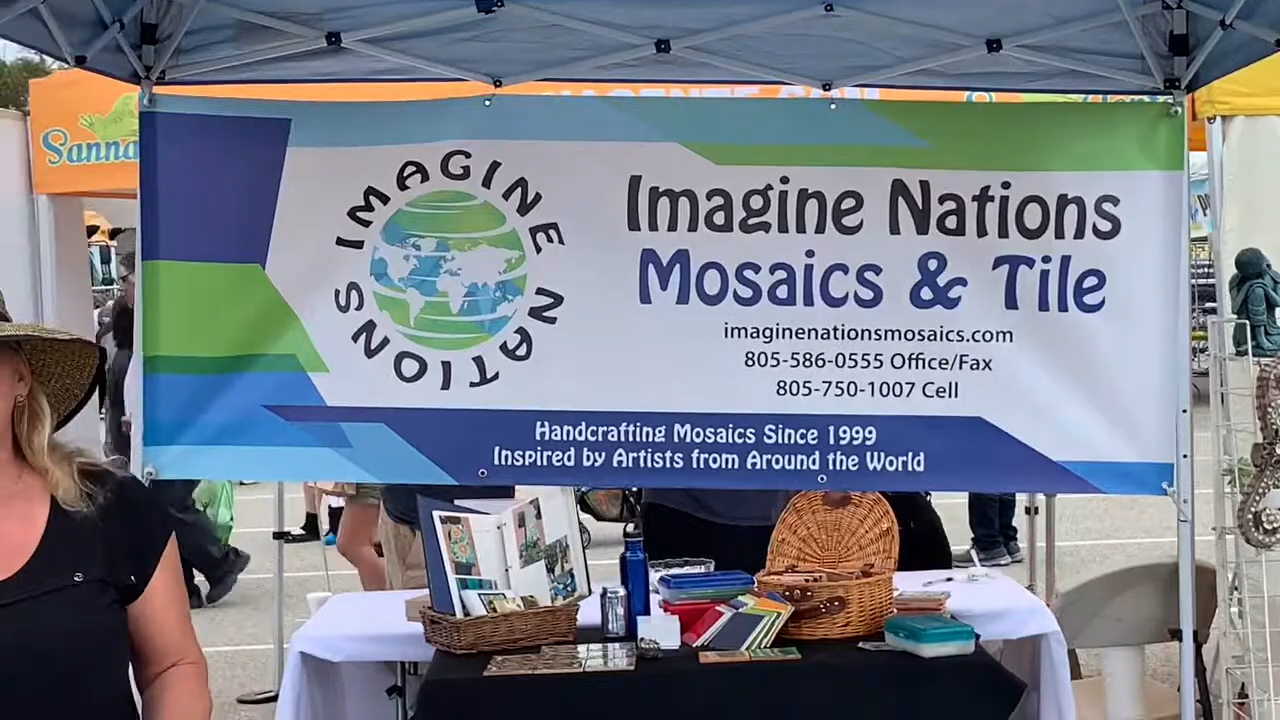 Sanna
IMAGINE NATIONS
Imagine Nations
Mosaics & Tile
imaginenationsmosaics.com
805-586-0555 Office/Fax
805-750-1007 Cell
Handcrafting Mosaics Since 1999
Inspired by Artists from Around the World